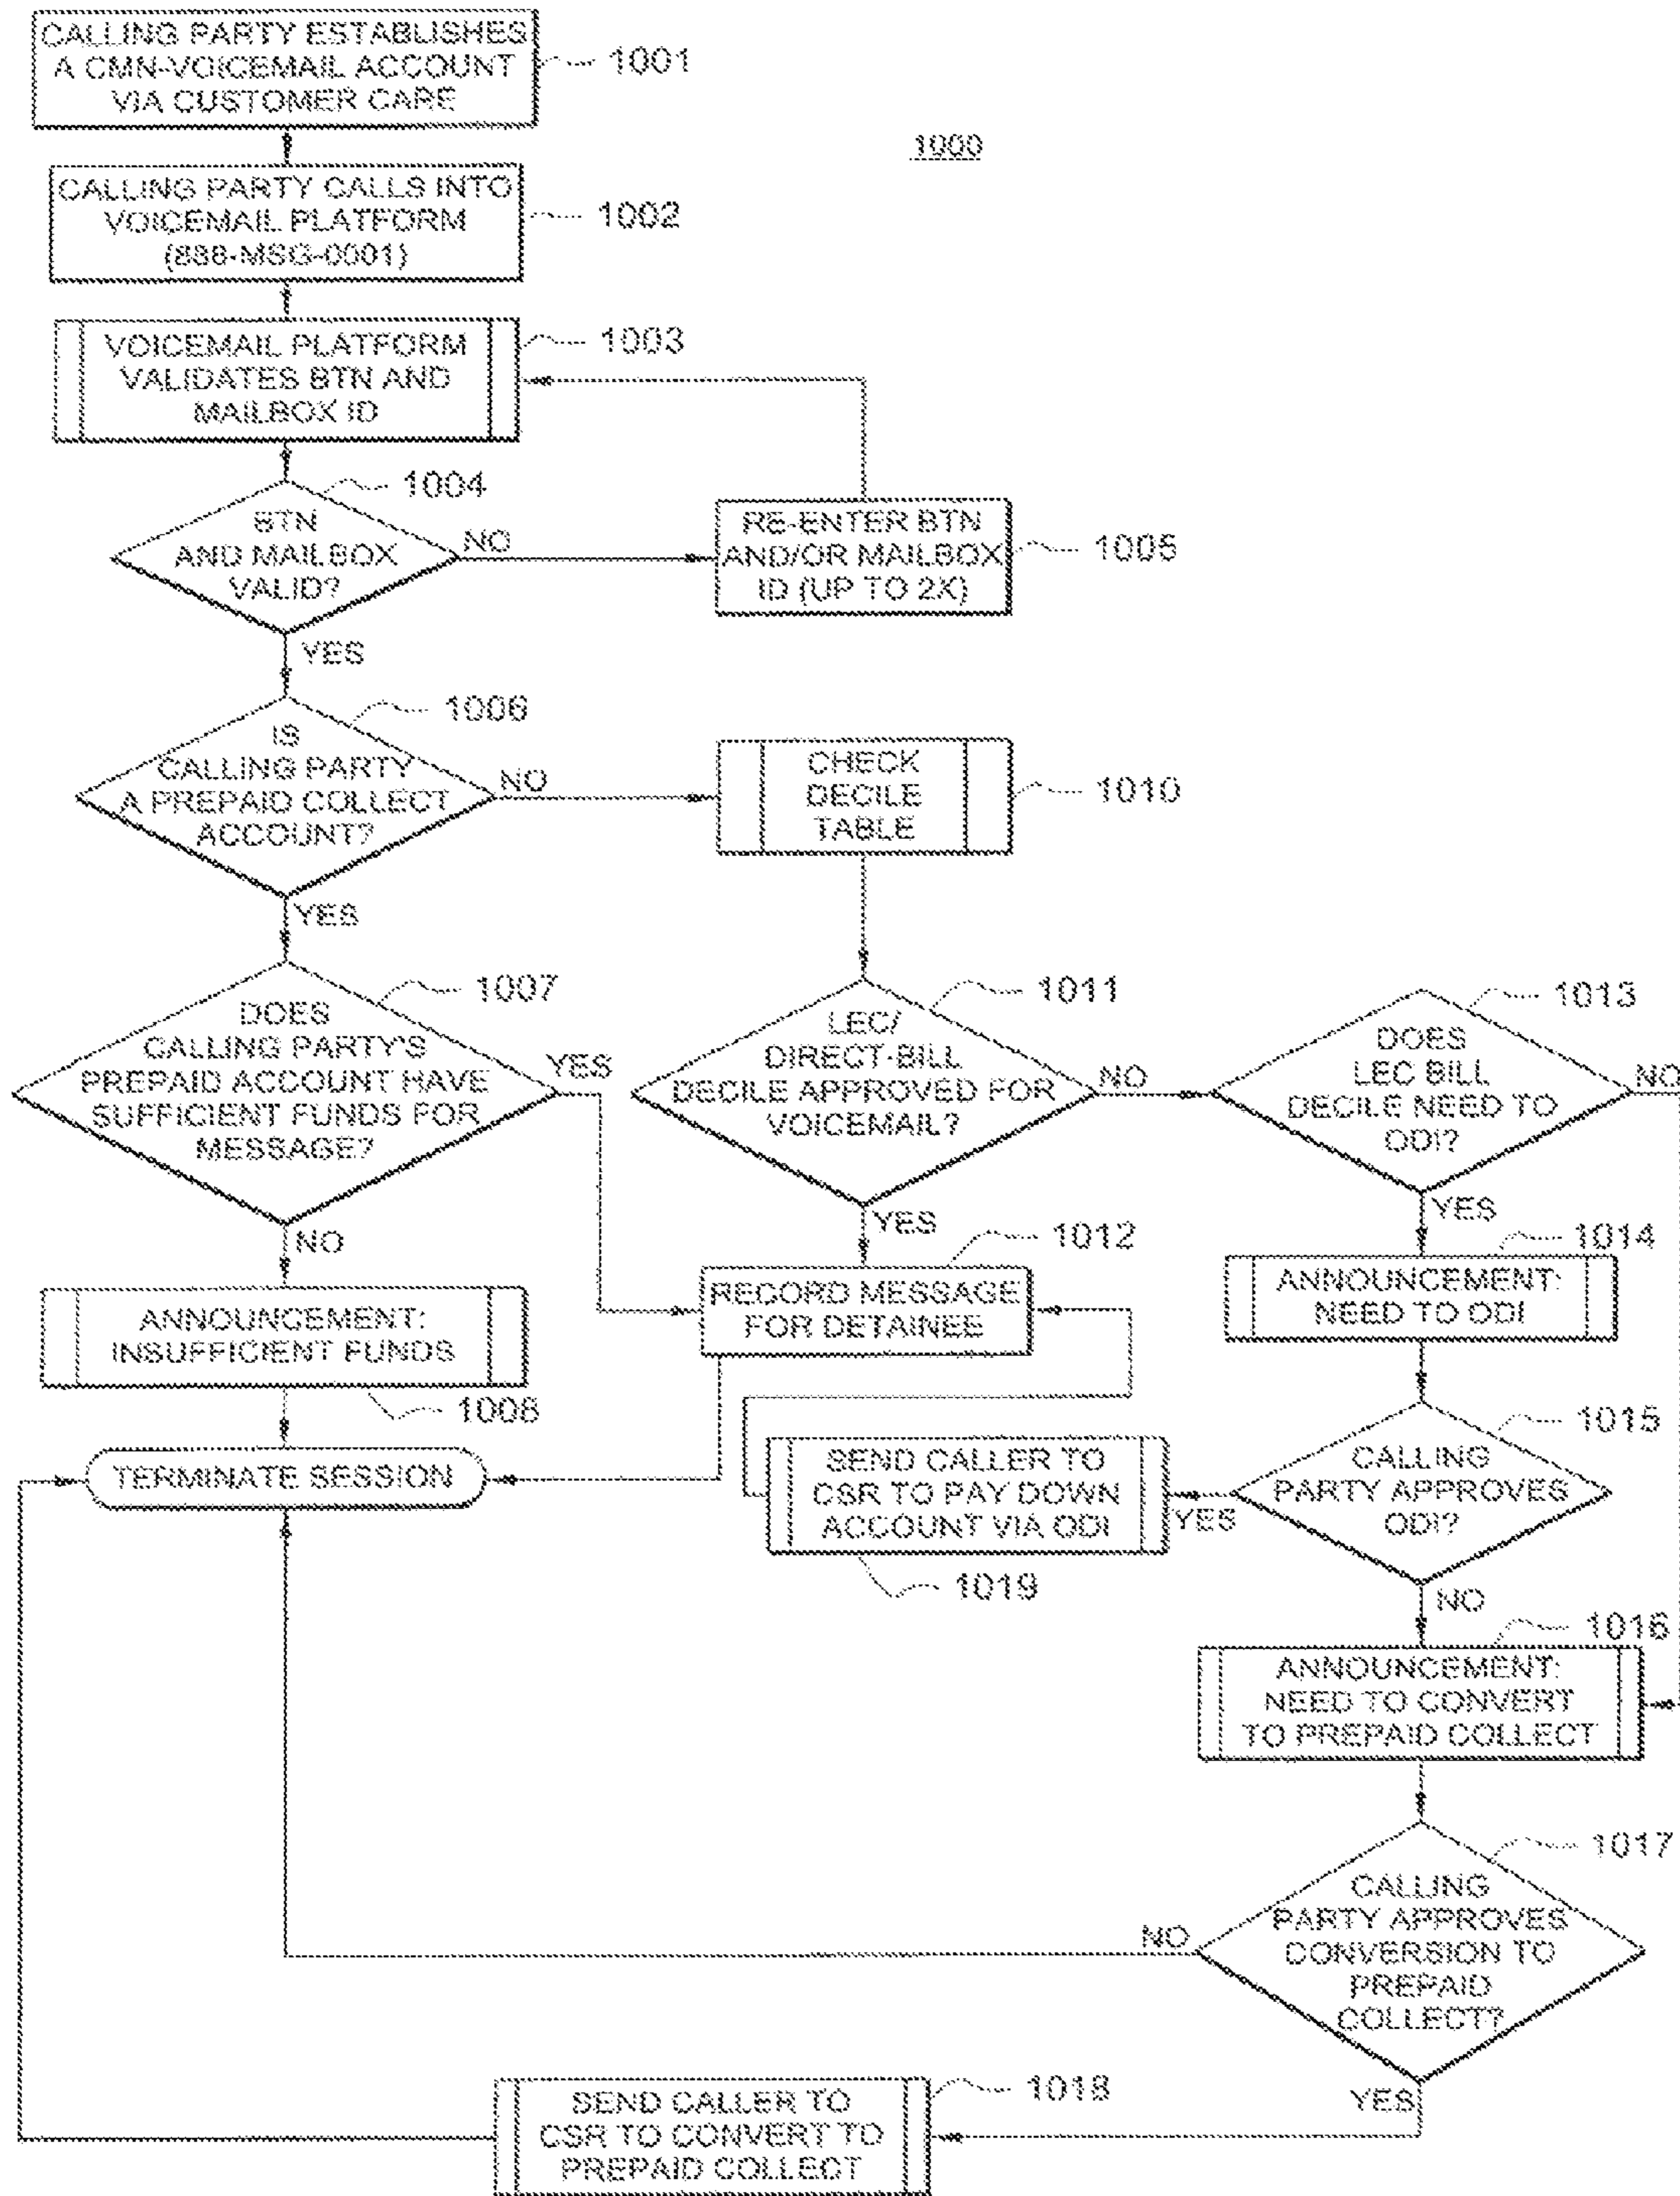 CALLING PARTY ESTABLISHES
A CMN-VOICEMAIL ACCOUNT
VIA CUSTOMER CARE
1001
1000
CALLING PARTY CALLS INTO
VOICEMAIL PLATFORM
(888-MSG-0001)
1002
VOICEMAIL PLATFORM
VALIDATES BTN AND
MAILBOX ID
1003
BTN
AND MAILBOX
VALID?
1004
NO
YES
RE-ENTER BTN
AND/OR MAILBOX
ID (UP TO 2X)
1005
IS
CALLING PARTY
A PREPAID COLLECT
ACCOUNT?
1006
NO
YES
CHECK
DECILE
TABLE
1010
DOES
CALLING PARTY'S
PREPAID ACCOUNT HAVE
SUFFICIENT FUNDS FOR
MESSAGE?
1007
YES
NO
LEC/
DIRECT-BILL
DECILE APPROVED FOR
VOICEMAIL?
1011
NO
YES
DOES
LEC BILL
DECILE NEED TO
ODI?
1013
NO
YES
ANNOUNCEMENT:
INSUFFICIENT FUNDS
1008
RECORD MESSAGE
FOR DETAINEE
1012
ANNOUNCEMENT:
NEED TO ODI
1014
TERMINATE SESSION
SEND CALLER TO
CSR TO PAY DOWN
ACCOUNT VIA ODI
1019
CALLING
PARTY APPROVES
ODI?
1015
YES
NO
ANNOUNCEMENT:
NEED TO CONVERT
TO PREPAID COLLECT
1016
CALLING
PARTY APPROVES
CONVERSION TO
PREPAID
COLLECT?
1017
NO
YES
SEND CALLER TO
CSR TO CONVERT TO
PREPAID COLLECT
1018